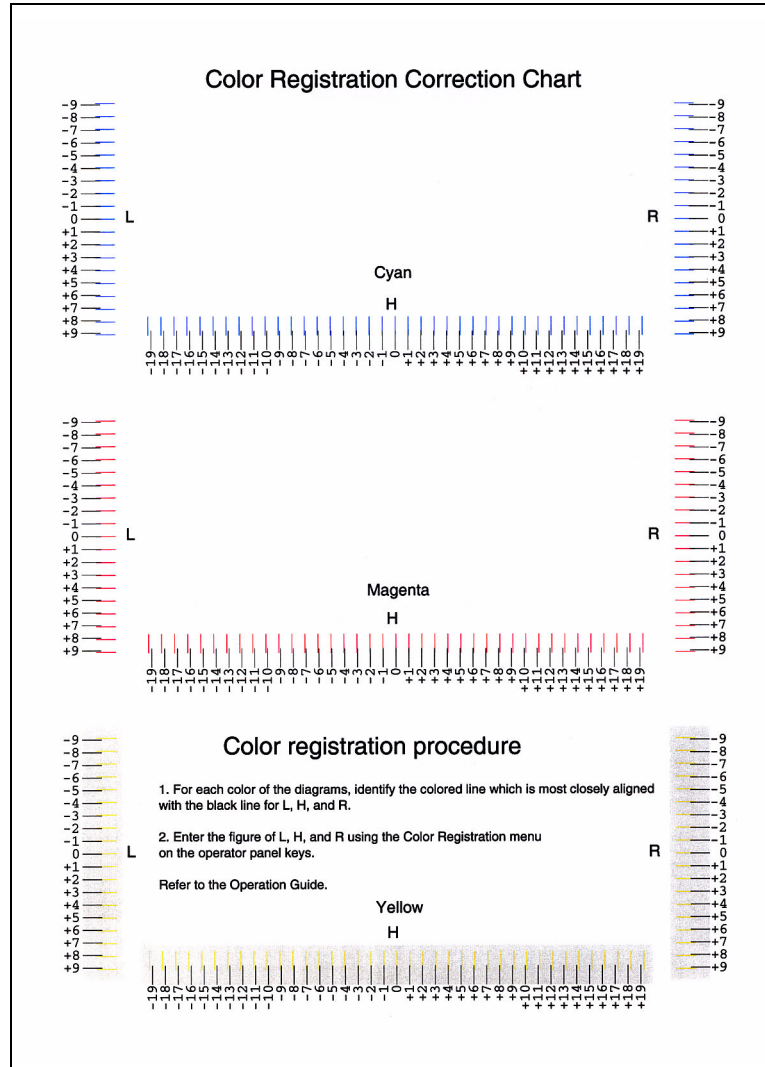 Color Registration Correction Chart
-9 -9
-8 -8
-7 -7
-6 -6
-5 -5
-4 -4
-3 -3
-2 -2
-1 -1
0 L R 0
+1 +1
+2 +2
+3 +3
Cyan
+4 +4
+5 +5
+6 +6
H
+7 +7
+8 +8
+9 +9
-19 -18 -17 -16 -15 -14 -13 -12 -11 -10 -9 -8 -7 -6 -5 -4 -3 -2 -1 0 +1 +2 +3 +4 +5 +6 +7 +8 +9 +10 +11 +12 +13 +14 +15 +16 +17 +18 +19
-9 -9
-8 -8
-7 -7
-6 -6
-5 -5
-4 -4
-3 -3
-2 -2
-1 -1
0 L R 0
+1 +1
+2 +2
+3 +3
+4 Magenta +4
+5 +5
+6 +6
H
+7 +7
+8 +8
+9 +9
-19 -18 -17 -16 -15 -14 -13 -12 -11 -10 -9 -8 -7 -6 -5 -4 -3 -2 -1 0 +1 +2 +3 +4 +5 +6 +7 +8 +9 +10 +11 +12 +13 +14 +15 +16 +17 +18 +19
Color registration procedure
1. For each color of the diagrams, identify the colored line which is most closely aligned
with the black line for L, H, and R.
2. Enter the figure of L, H, and R using the Color Registration menu
on the operator panel keys.
Refer to the Operation Guide.
-9 -9
-8 -8
-7 -7
-6 -6
-5 -5
-4 -4
-3 -3
-2 -2
-1 -1
0 L R 0
+1 +1
+2 +2
+3 +3
+4 Yellow +4
+5 +5
+6 H +6
+7 +7
+8 +8
+9 +9
-19 -18 -17 -16 -15 -14 -13 -12 -11 -10 -9 -8 -7 -6 -5 -4 -3 -2 -1 0 +1 +2 +3 +4 +5 +6 +7 +8 +9 +10 +11 +12 +13 +14 +15 +16 +17 +18 +19